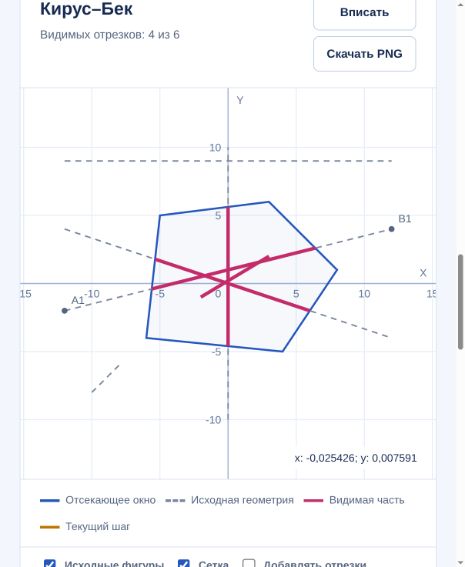 Кирус–Бек
Видимых отрезков: 4 из 6
Вписать
Скачать PNG
Y
10
5
B1
X
15 -10 -5 0 5 10 15
A1
-5
-10
x: -0,025426; y: 0,007591
Отсекающее окно Исходная геометрия Видимая часть
Текущий шаг
Исходные фигуры Сетка Добавлять отрезки